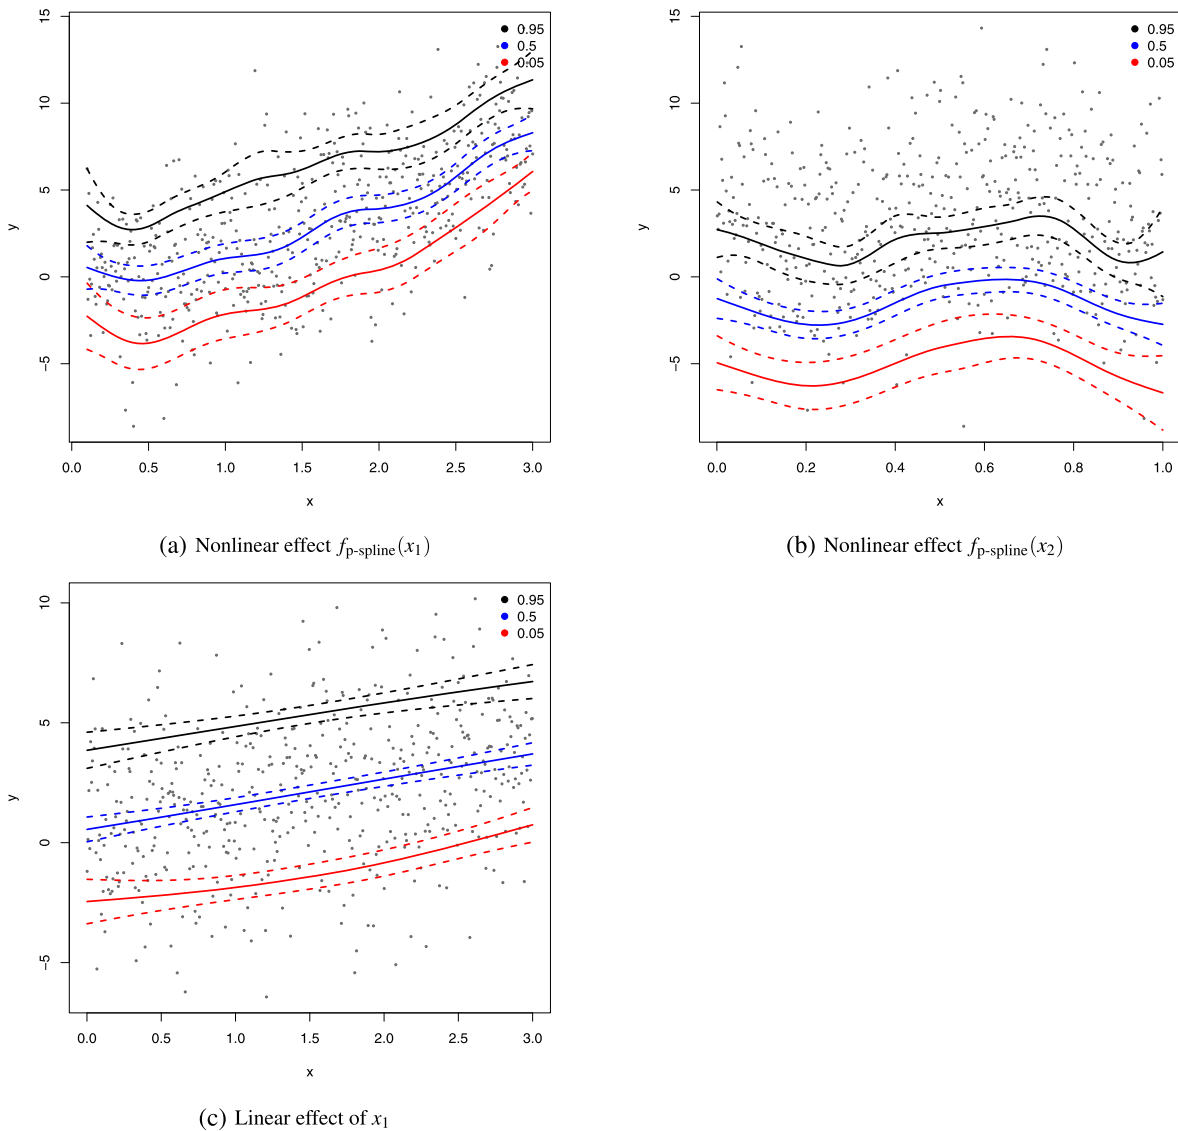 15
10
5
0
−5
y
0.95
0.5
0.05
0.0 0.5 1.0 1.5 2.0 2.5 3.0
x
(a) Nonlinear effect f_p-spline(x₁)
15
10
5
0
−5
y
0.95
0.5
0.05
0.0 0.2 0.4 0.6 0.8 1.0
x
(b) Nonlinear effect f_p-spline(x₂)
10
5
0
−5
y
0.95
0.5
0.05
0.0 0.5 1.0 1.5 2.0 2.5 3.0
x
(c) Linear effect of x₁